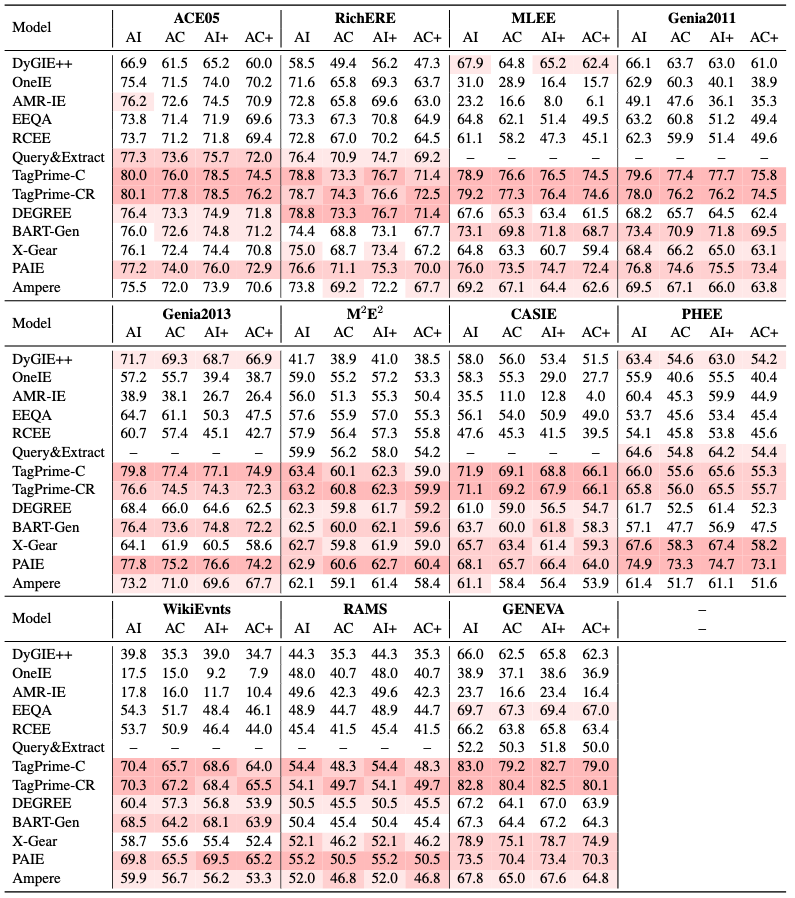 Model ACE05 RichERE MLEE Genia2011
AI AC AI+ AC+ AI AC AI+ AC+ AI AC AI+ AC+ AI AC AI+ AC+
DyGIE++ 66.9 61.5 65.2 60.0 58.5 49.4 56.2 47.3 67.9 64.8 65.2 62.4 66.1 63.7 63.0 61.0
OneIE 75.4 71.5 74.0 70.2 71.6 65.8 69.3 63.7 31.0 28.9 16.4 15.7 62.9 60.3 40.1 38.9
AMR-IE 76.2 72.6 74.5 70.9 72.8 65.8 69.6 63.0 23.2 16.6 8.0 6.1 49.1 47.6 36.1 35.3
EEQA 73.8 71.4 71.9 69.6 73.3 67.3 70.8 64.9 64.8 62.1 51.4 49.5 63.2 60.8 51.2 49.4
RCEE 73.7 71.2 71.8 69.4 72.8 67.0 70.2 64.5 61.1 58.2 47.3 45.1 62.3 59.9 51.4 49.6
Query&Extract 77.3 73.6 75.7 72.0 76.4 70.9 74.7 69.2 – – – – – – – –
TagPrime-C 80.0 76.0 78.5 74.5 78.8 73.3 76.7 71.4 78.9 76.6 76.5 74.5 79.6 77.4 77.7 75.8
TagPrime-CR 80.1 77.8 78.5 76.2 78.7 74.3 76.6 72.5 79.2 77.3 76.4 74.6 78.0 76.2 76.2 74.5
DEGREE 76.4 73.3 74.9 71.8 78.8 73.3 76.7 71.4 67.6 65.3 63.4 61.5 68.2 65.7 64.5 62.4
BART-Gen 76.0 72.6 74.8 71.2 74.4 68.8 73.1 67.7 73.1 69.8 71.8 68.7 73.4 70.9 71.8 69.5
X-Gear 76.1 72.4 74.4 70.8 75.0 68.7 73.4 67.2 64.8 63.3 60.7 59.4 68.4 66.2 65.0 63.1
PAIE 77.2 74.0 76.0 72.9 76.6 71.1 75.3 70.0 76.0 73.5 74.7 72.4 76.8 74.6 75.5 73.4
Ampere 75.5 72.0 73.9 70.6 73.8 69.2 72.2 67.7 69.2 67.1 64.4 62.6 69.5 67.1 66.0 63.8
Model Genia2013 M²E² CASIE PHEE
AI AC AI+ AC+ AI AC AI+ AC+ AI AC AI+ AC+ AI AC AI+ AC+
DyGIE++ 71.7 69.3 68.7 66.9 41.7 38.9 41.0 38.5 58.0 56.0 53.4 51.5 63.4 54.6 63.0 54.2
OneIE 57.2 55.7 39.4 38.7 59.0 55.2 57.2 53.3 58.3 55.3 29.0 27.7 55.9 40.6 55.5 40.4
AMR-IE 38.9 38.1 26.7 26.4 56.0 51.3 55.3 50.4 35.5 11.0 12.8 4.0 60.4 45.3 59.9 44.9
EEQA 64.7 61.1 50.3 47.5 57.6 55.9 57.0 55.3 56.1 54.0 50.9 49.0 53.7 45.6 53.4 45.4
RCEE 60.7 57.4 45.1 42.7 57.9 56.4 57.3 55.8 47.6 45.3 41.5 39.5 54.1 45.8 53.8 45.6
Query&Extract – – – – 59.9 56.2 58.0 54.2 – – – – 64.6 54.8 64.2 54.4
TagPrime-C 79.8 77.4 77.1 74.9 63.4 60.1 62.3 59.0 71.9 69.1 68.8 66.1 66.0 55.6 65.6 55.3
TagPrime-CR 76.6 74.5 74.3 72.3 63.2 60.8 62.3 59.9 71.1 69.2 67.9 66.1 65.8 56.0 65.5 55.7
DEGREE 68.4 66.0 64.6 62.5 62.3 59.8 61.7 59.2 61.0 59.0 56.5 54.7 61.7 52.5 61.4 52.3
BART-Gen 76.4 73.6 74.8 72.2 62.5 60.0 62.1 59.6 63.7 60.0 61.8 58.3 57.1 47.7 56.9 47.5
X-Gear 64.1 61.9 60.5 58.6 62.7 59.8 61.9 59.0 65.7 63.4 61.4 59.3 67.6 58.3 67.4 58.2
PAIE 77.8 75.2 76.6 74.2 62.9 60.6 62.7 60.4 68.1 65.7 66.4 64.0 74.9 73.3 74.7 73.1
Ampere 73.2 71.0 69.6 67.7 62.1 59.1 61.4 58.4 61.1 58.4 56.4 53.9 61.4 51.7 61.1 51.6
Model WikiEvnts RAMS GENEVA –
AI AC AI+ AC+ AI AC AI+ AC+ AI AC AI+ AC+ –
DyGIE++ 39.8 35.3 39.0 34.7 44.3 35.3 44.3 35.3 66.0 62.5 65.8 62.3
OneIE 17.5 15.0 9.2 7.9 48.0 40.7 48.0 40.7 38.9 37.1 38.6 36.9
AMR-IE 17.8 16.0 11.7 10.4 49.6 42.3 49.6 42.3 23.7 16.6 23.4 16.4
EEQA 54.3 51.7 48.4 46.1 48.9 44.7 48.9 44.7 69.7 67.3 69.4 67.0
RCEE 53.7 50.9 46.4 44.0 45.4 41.5 45.4 41.5 66.2 63.8 65.8 63.4
Query&Extract – – – – – – – – 52.2 50.3 51.8 50.0
TagPrime-C 70.4 65.7 68.6 64.0 54.4 48.3 54.4 48.3 83.0 79.2 82.7 79.0
TagPrime-CR 70.3 67.2 68.4 65.5 54.1 49.7 54.1 49.7 82.8 80.4 82.5 80.1
DEGREE 60.4 57.3 56.8 53.9 50.5 45.5 50.5 45.5 67.2 64.1 67.0 63.9
BART-Gen 68.5 64.2 68.1 63.9 50.4 45.4 50.4 45.4 67.3 64.4 67.2 64.3
X-Gear 58.7 55.6 55.4 52.4 52.1 46.2 52.1 46.2 78.9 75.1 78.7 74.9
PAIE 69.8 65.5 69.5 65.2 55.2 50.5 55.2 50.5 73.5 70.4 73.4 70.3
Ampere 59.9 56.7 56.2 53.3 52.0 46.8 52.0 46.8 67.8 65.0 67.6 64.8